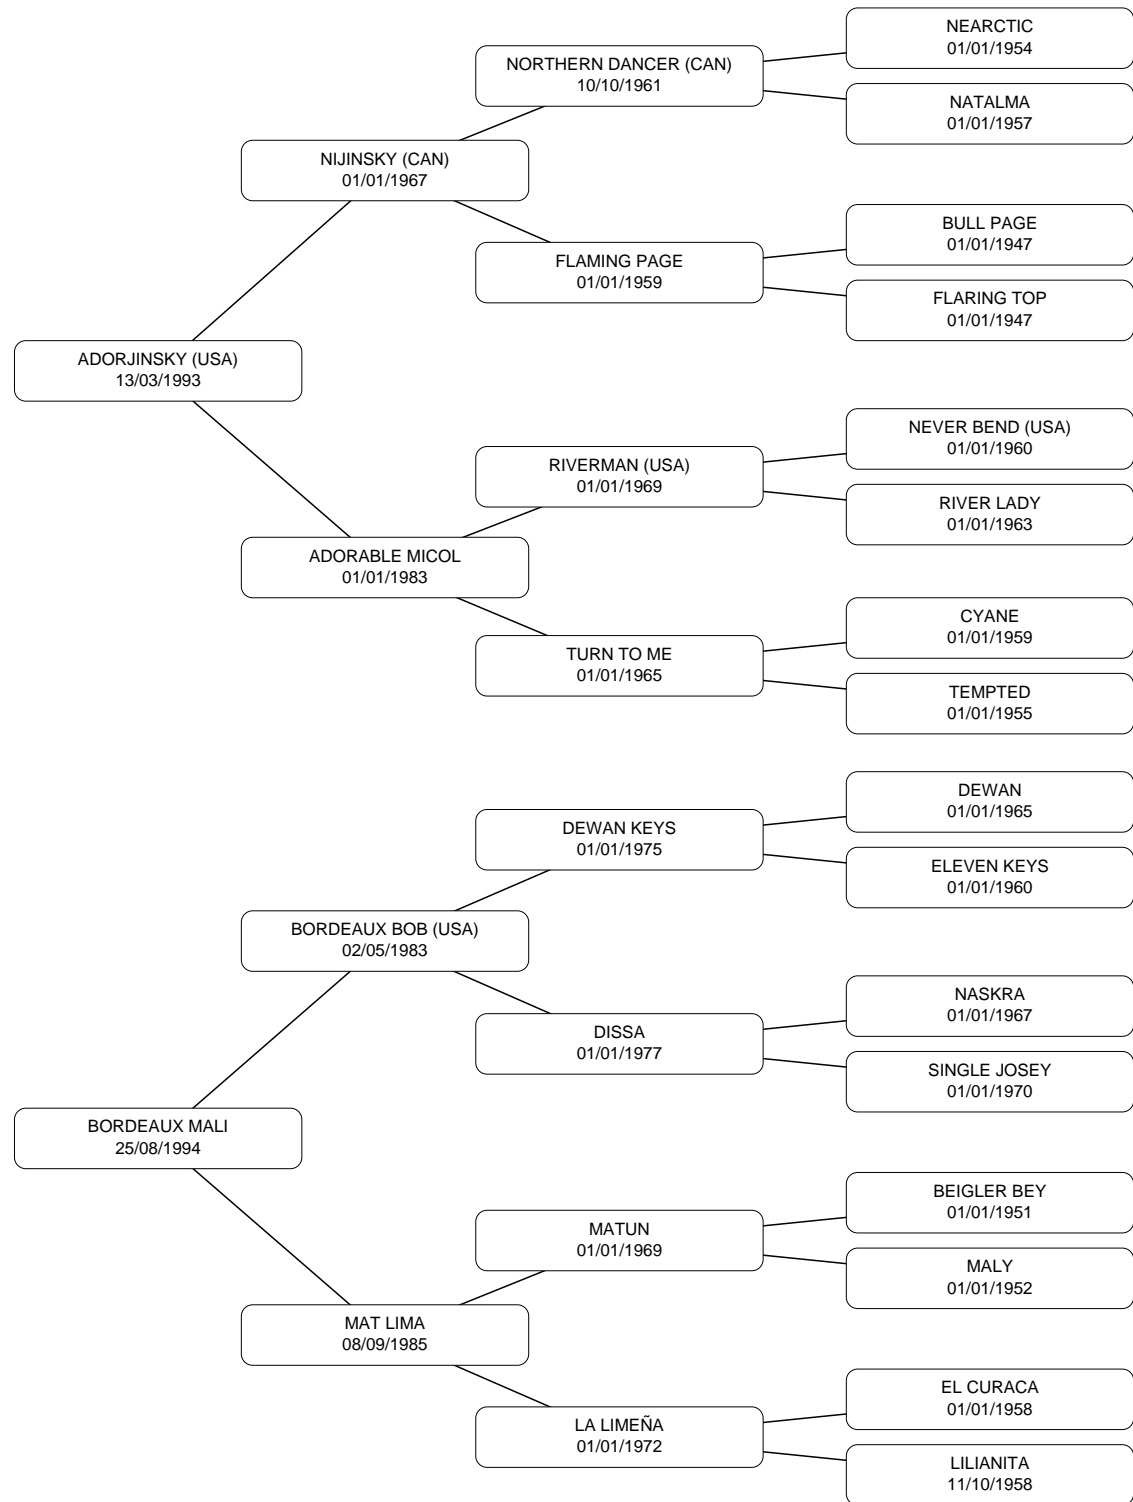 NEARCTIC
01/01/1954
NORTHERN DANCER (CAN)
10/10/1961
NATALMA
01/01/1957
NIJINSKY (CAN)
01/01/1967
BULL PAGE
01/01/1947
FLAMING PAGE
01/01/1959
FLARING TOP
01/01/1947
ADORJINSKY (USA)
13/03/1993
NEVER BEND (USA)
01/01/1960
RIVERMAN (USA)
01/01/1969
RIVER LADY
01/01/1963
ADORABLE MICOL
01/01/1983
CYANE
01/01/1959
TURN TO ME
01/01/1965
TEMPTED
01/01/1955
DEWAN
01/01/1965
DEWAN KEYS
01/01/1975
ELEVEN KEYS
01/01/1960
BORDEAUX BOB (USA)
02/05/1983
NASKRA
01/01/1967
DISSA
01/01/1977
SINGLE JOSEY
01/01/1970
BORDEAUX MALI
25/08/1994
BEIGLER BEY
01/01/1951
MATUN
01/01/1969
MALY
01/01/1952
MAT LIMA
08/09/1985
EL CURACA
01/01/1958
LA LIMEÑA
01/01/1972
LILIANITA
11/10/1958